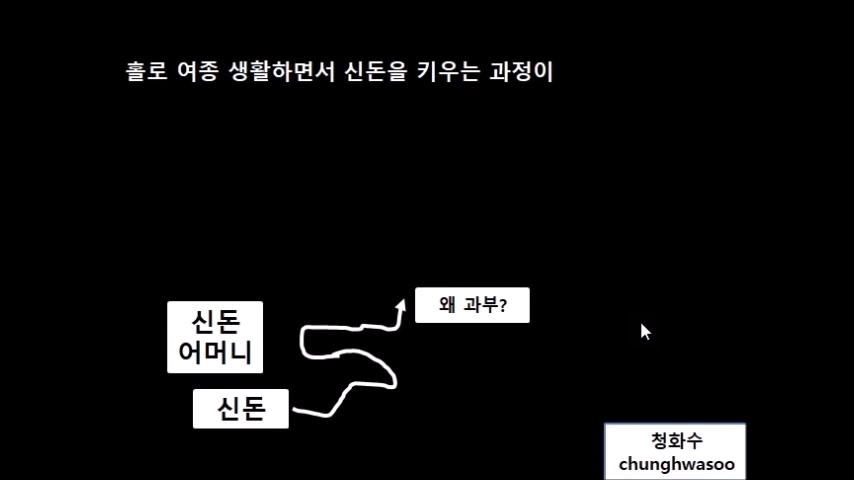 홀로 여종 생활하면서 신돈을 키우는 과정이
왜 과부?
신돈
어머니
신돈
청화수
chunghwasoo